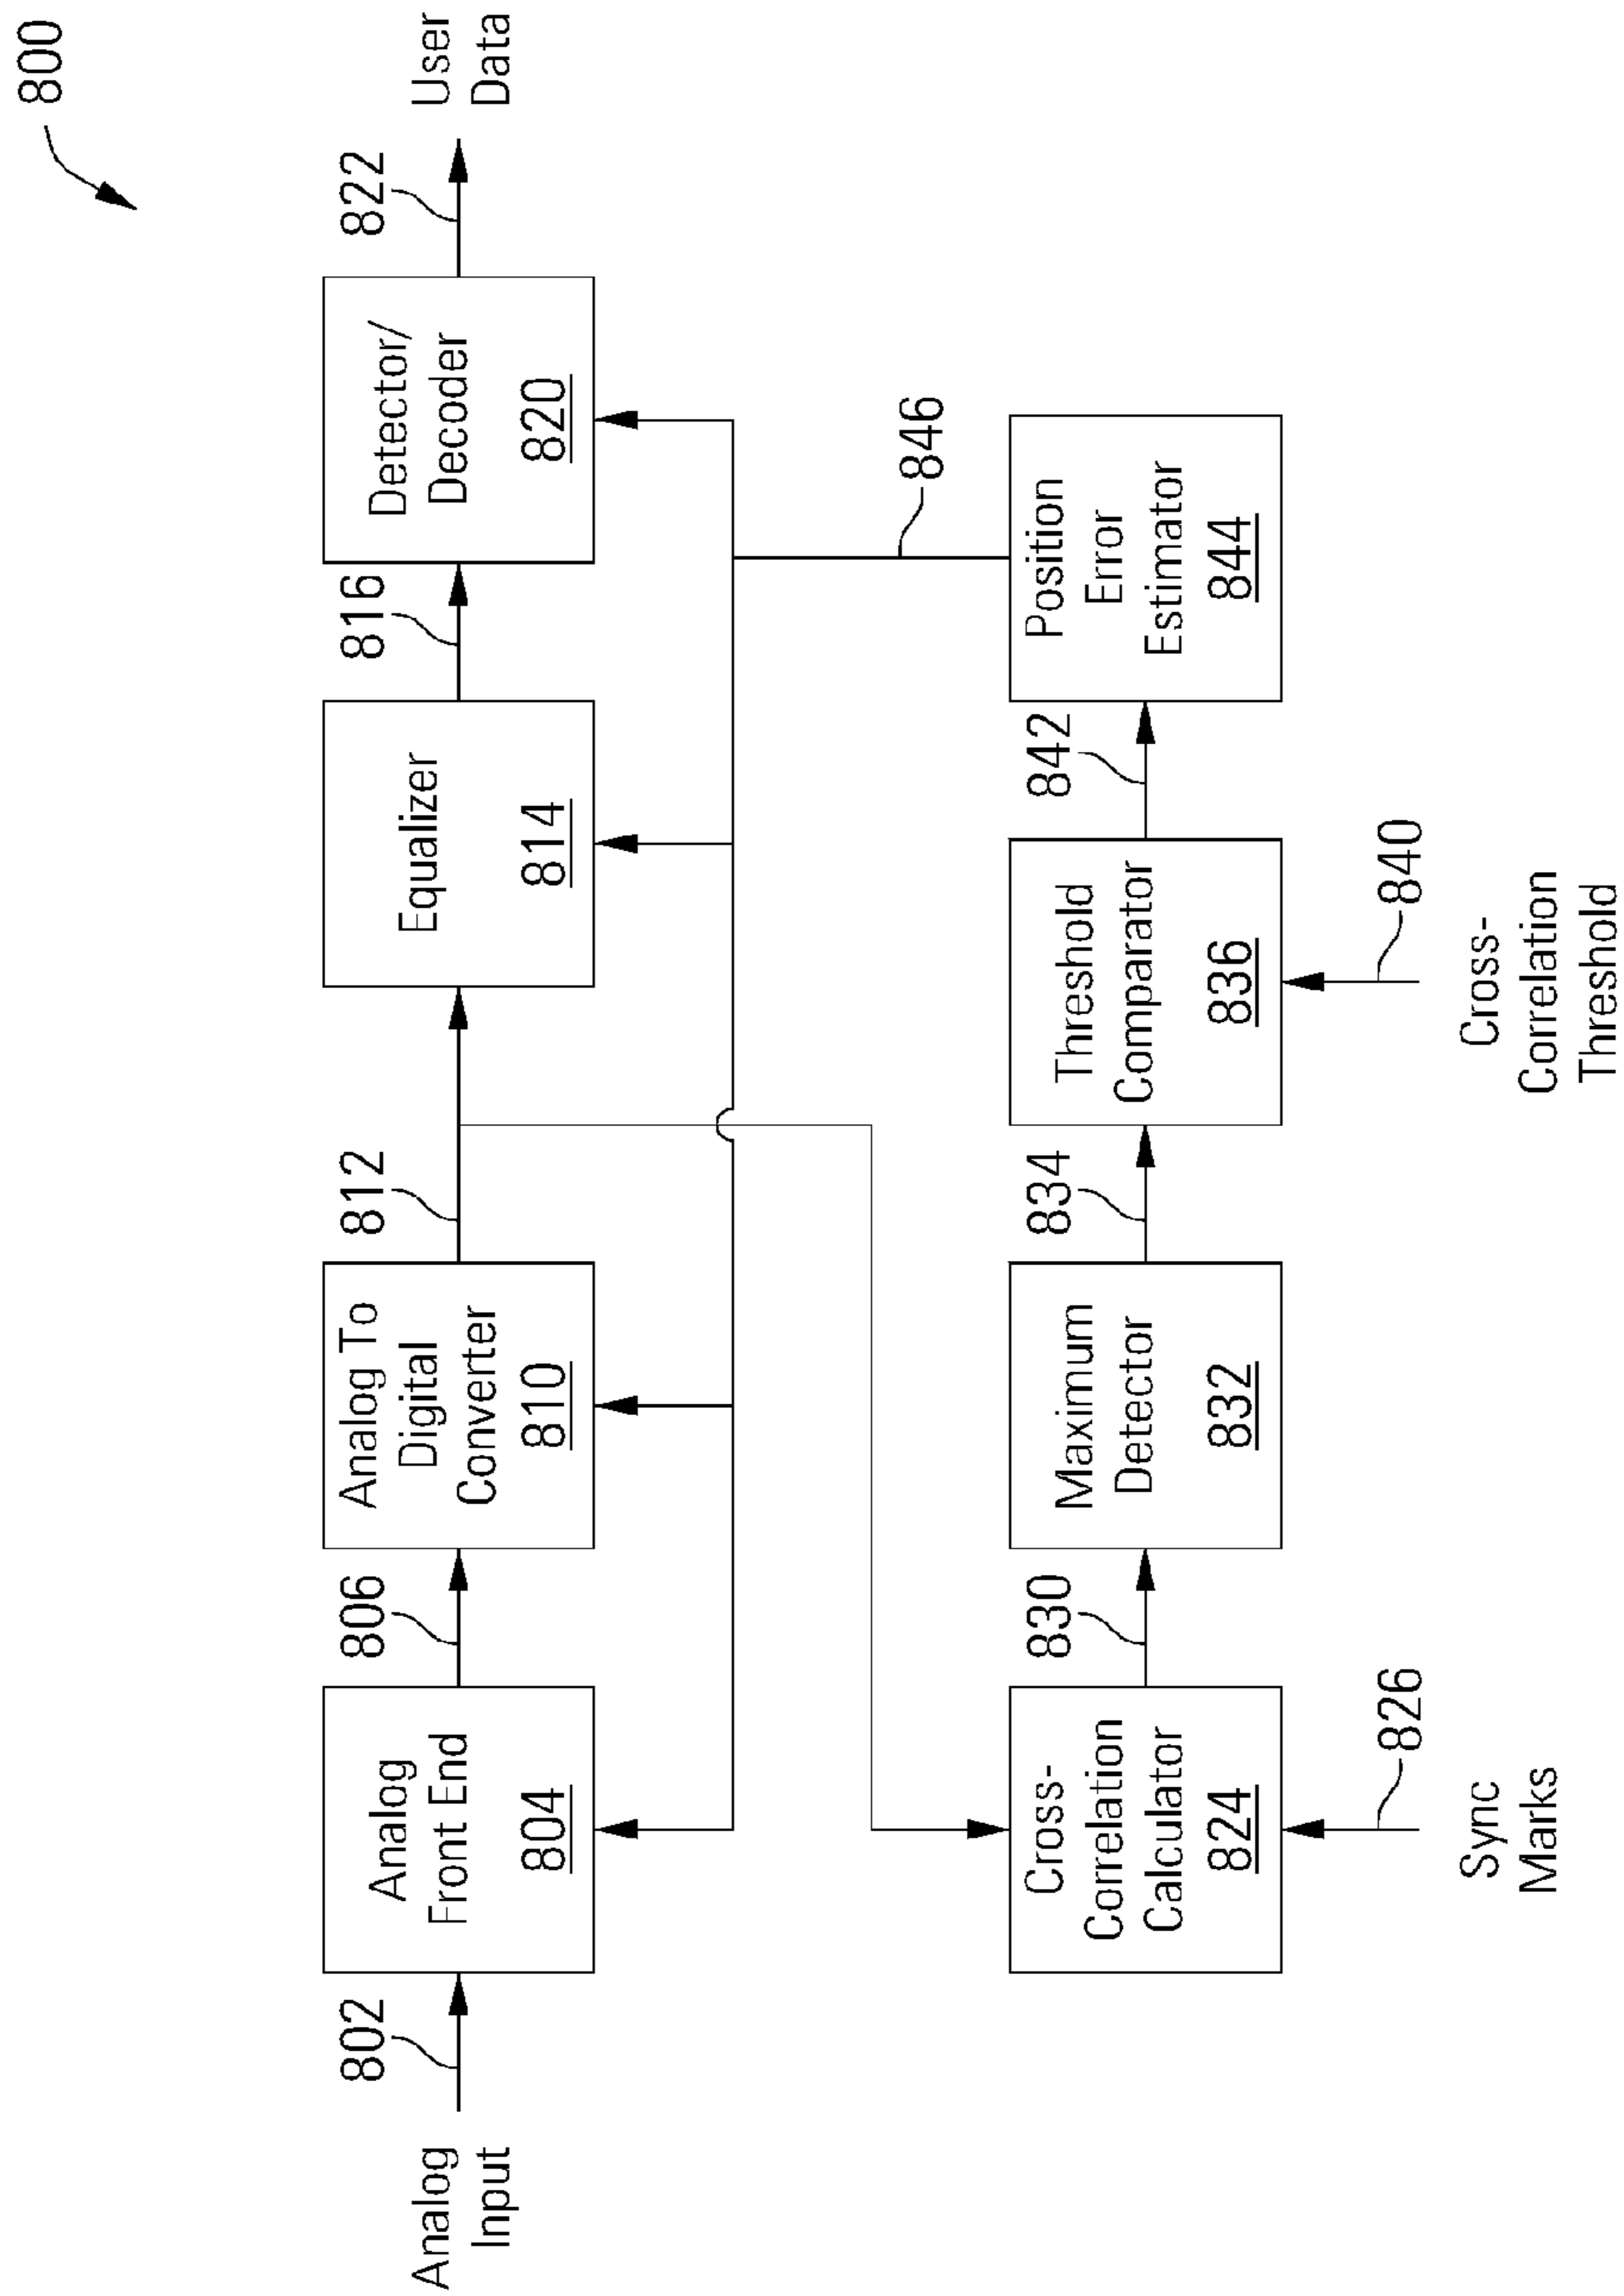 800
Analog
Input
802
Analog
Front End
804
806
Analog To
Digital
Converter
810
812
Equalizer
814
816
Detector/
Decoder
820
822
User
Data
Cross-
Correlation
Calculator
824
Sync
Marks
826
830
Maximum
Detector
832
834
Threshold
Comparator
836
Cross-
Correlation
Threshold
840
842
Position
Error
Estimator
844
846